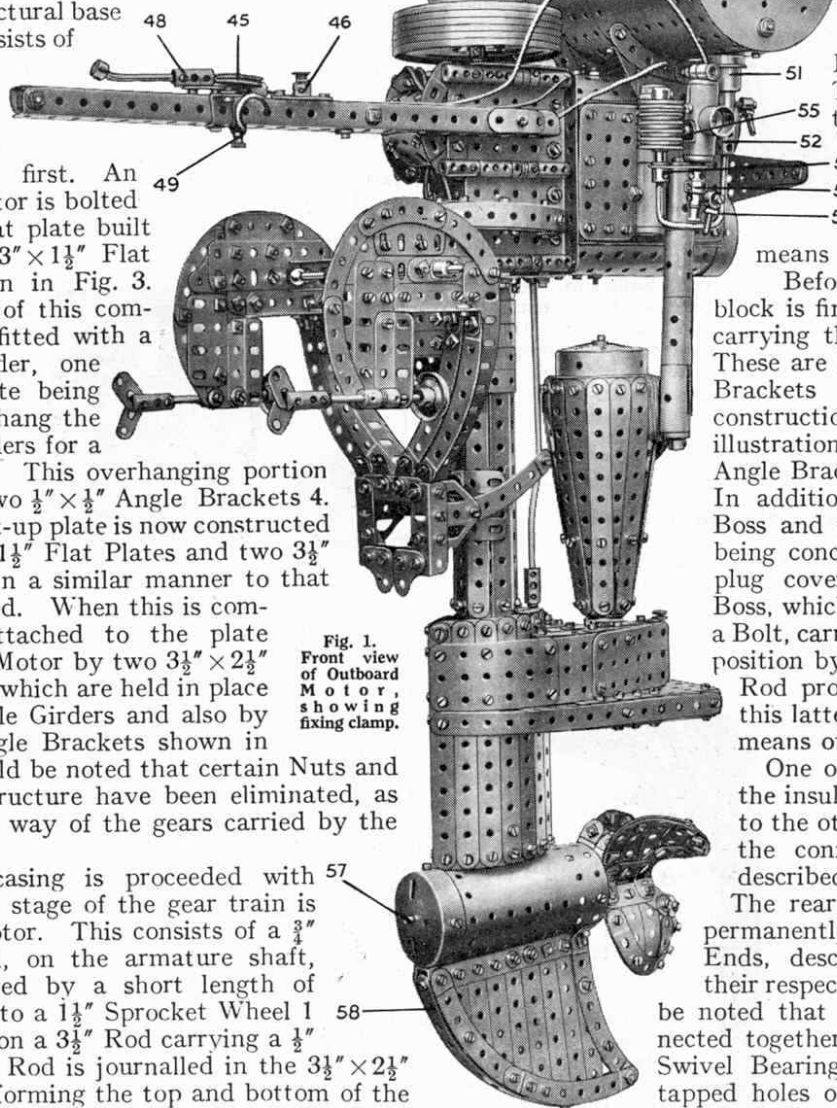 ctural base
sists of
48
45
46
49
51
55
52
first. An
tor is bolted
at plate built
3″ × 1½″ Flat
n in Fig. 3.
of this com-
fitted with a
der, one
te being
hang the
ders for a
This overhanging portion
wo ½″ × ½″ Angle Brackets 4.
t-up plate is now constructed
1½″ Flat Plates and two 3½″
n a similar manner to that
d. When this is com-
ttached to the plate
Motor by two 3½″ × 2½″
which are held in place
le Girders and also by
gle Brackets shown in
ld be noted that certain Nuts and
ructure have been eliminated, as
way of the gears carried by the
Fig. 1.
Front view
of Outboard
Motor,
showing
fixing clamp.
casing is proceeded with
stage of the gear train is
otor. This consists of a ¾″
, on the armature shaft,
ed by a short length of
to a 1½″ Sprocket Wheel 1
on a 3½″ Rod carrying a ½″
Rod is journalled in the 3½″ × 2½″
forming the top and bottom of the
57
58
means
Befo
block is fin
carrying th
These are
Brackets
constructio
illustration
Angle Brac
In addition
Boss and
being conc
plug cove
Boss, whic
a Bolt, carr
position by
Rod pro
this latte
means o
One o
the insul
to the ot
the con
described
The rear
permanentl
Ends, desc
their respec
be noted that
nected together
Swivel Bearing
tapped holes o